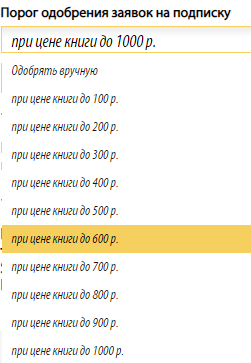 Порог одобрения заявок на подписку
при цене книги до 1000 р.
Одобрять вручную
при цене книги до 100 р.
при цене книги до 200 р.
при цене книги до 300 р.
при цене книги до 400 р.
при цене книги до 500 р.
при цене книги до 600 р.
при цене книги до 700 р.
при цене книги до 800 р.
при цене книги до 900 р.
при цене книги до 1000 р.